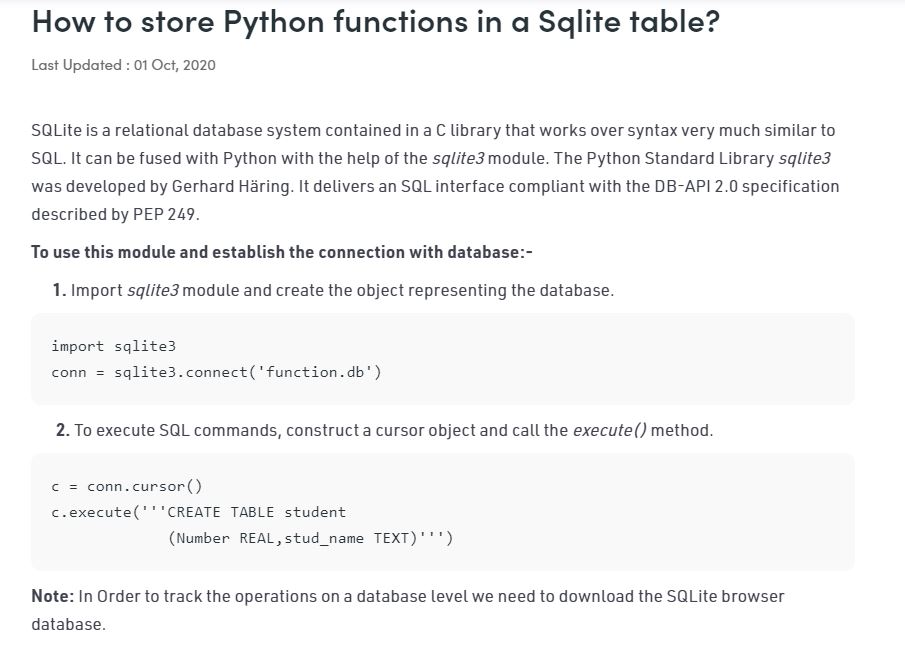 How to store Python functions in a Sqlite table?
Last Updated : 01 Oct, 2020
SQLite is a relational database system contained in a C library that works over syntax very much similar to
SQL. It can be fused with Python with the help of the sqlite3 module. The Python Standard Library sqlite3
was developed by Gerhard Häring. It delivers an SQL interface compliant with the DB-API 2.0 specification
described by PEP 249.
To use this module and establish the connection with database:-
1. Import sqlite3 module and create the object representing the database.
import sqlite3
conn = sqlite3.connect('function.db')
2. To execute SQL commands, construct a cursor object and call the execute() method.
c = conn.cursor()
c.execute('''CREATE TABLE student
(Number REAL,stud_name TEXT)''')
Note: In Order to track the operations on a database level we need to download the SQLite browser
database.